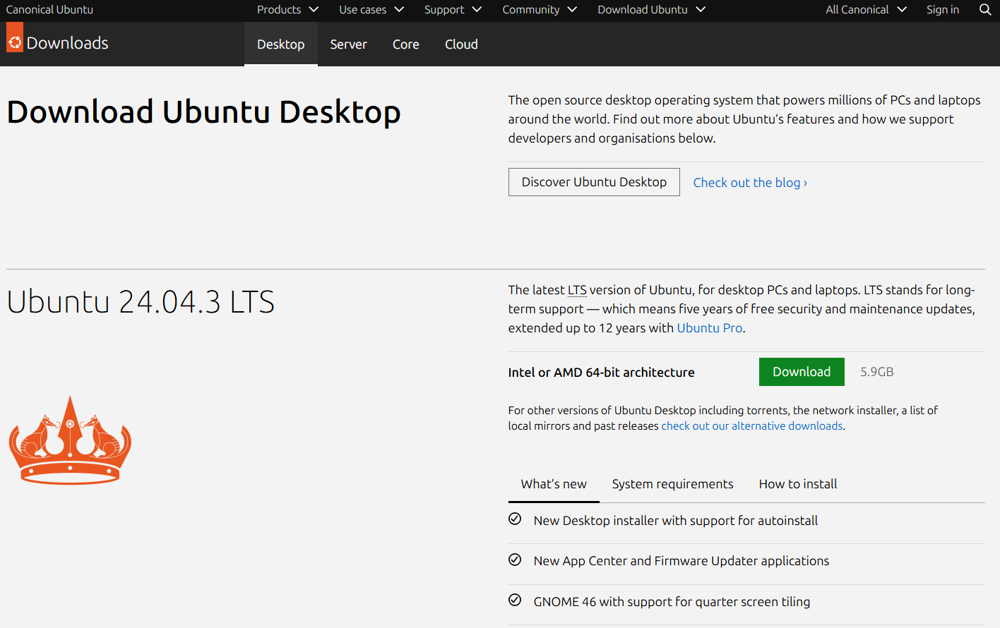 Canonical Ubuntu Products Use cases Support Community Download Ubuntu All Canonical Sign in
Downloads Desktop Server Core Cloud
Download Ubuntu Desktop
The open source desktop operating system that powers millions of PCs and laptops
around the world. Find out more about Ubuntu’s features and how we support
developers and organisations below.
Discover Ubuntu Desktop Check out the blog ›
Ubuntu 24.04.3 LTS
The latest LTS version of Ubuntu, for desktop PCs and laptops. LTS stands for long-
term support — which means five years of free security and maintenance updates,
extended up to 12 years with Ubuntu Pro.
Intel or AMD 64-bit architecture Download 5.9GB
For other versions of Ubuntu Desktop including torrents, the network installer, a list of
local mirrors and past releases check out our alternative downloads.
What’s new System requirements How to install
New Desktop installer with support for autoinstall
New App Center and Firmware Updater applications
GNOME 46 with support for quarter screen tiling